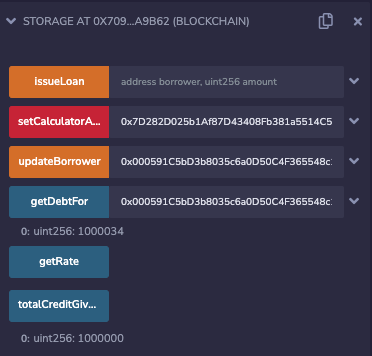 STORAGE AT 0X709...A9B62 (BLOCKCHAIN)
issueLoan address borrower, uint256 amount
setCalculatorA... 0x7D282D025b1Af87D43408Fb381a5514C5
updateBorrower 0x000591C5bD3b8035c6a0D50C4F365548c
getDebtFor 0x000591C5bD3b8035c6a0D50C4F365548c
0: uint256: 1000034
getRate
totalCreditGiv...
0: uint256: 1000000